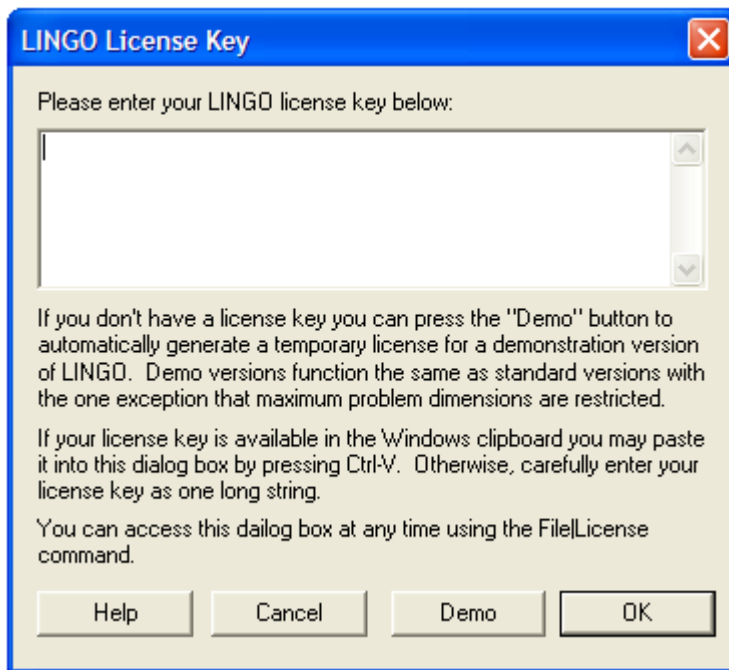 LINGO License Key
Please enter your LINGO license key below:
If you don't have a license key you can press the "Demo" button to
automatically generate a temporary license for a demonstration version
of LINGO.  Demo versions function the same as standard versions with
the one exception that maximum problem dimensions are restricted.
If your license key is available in the Windows clipboard you may paste
it into this dialog box by pressing Ctrl-V.  Otherwise, carefully enter your
license key as one long string.
You can access this dailog box at any time using the File|License
command.
Help Cancel Demo OK